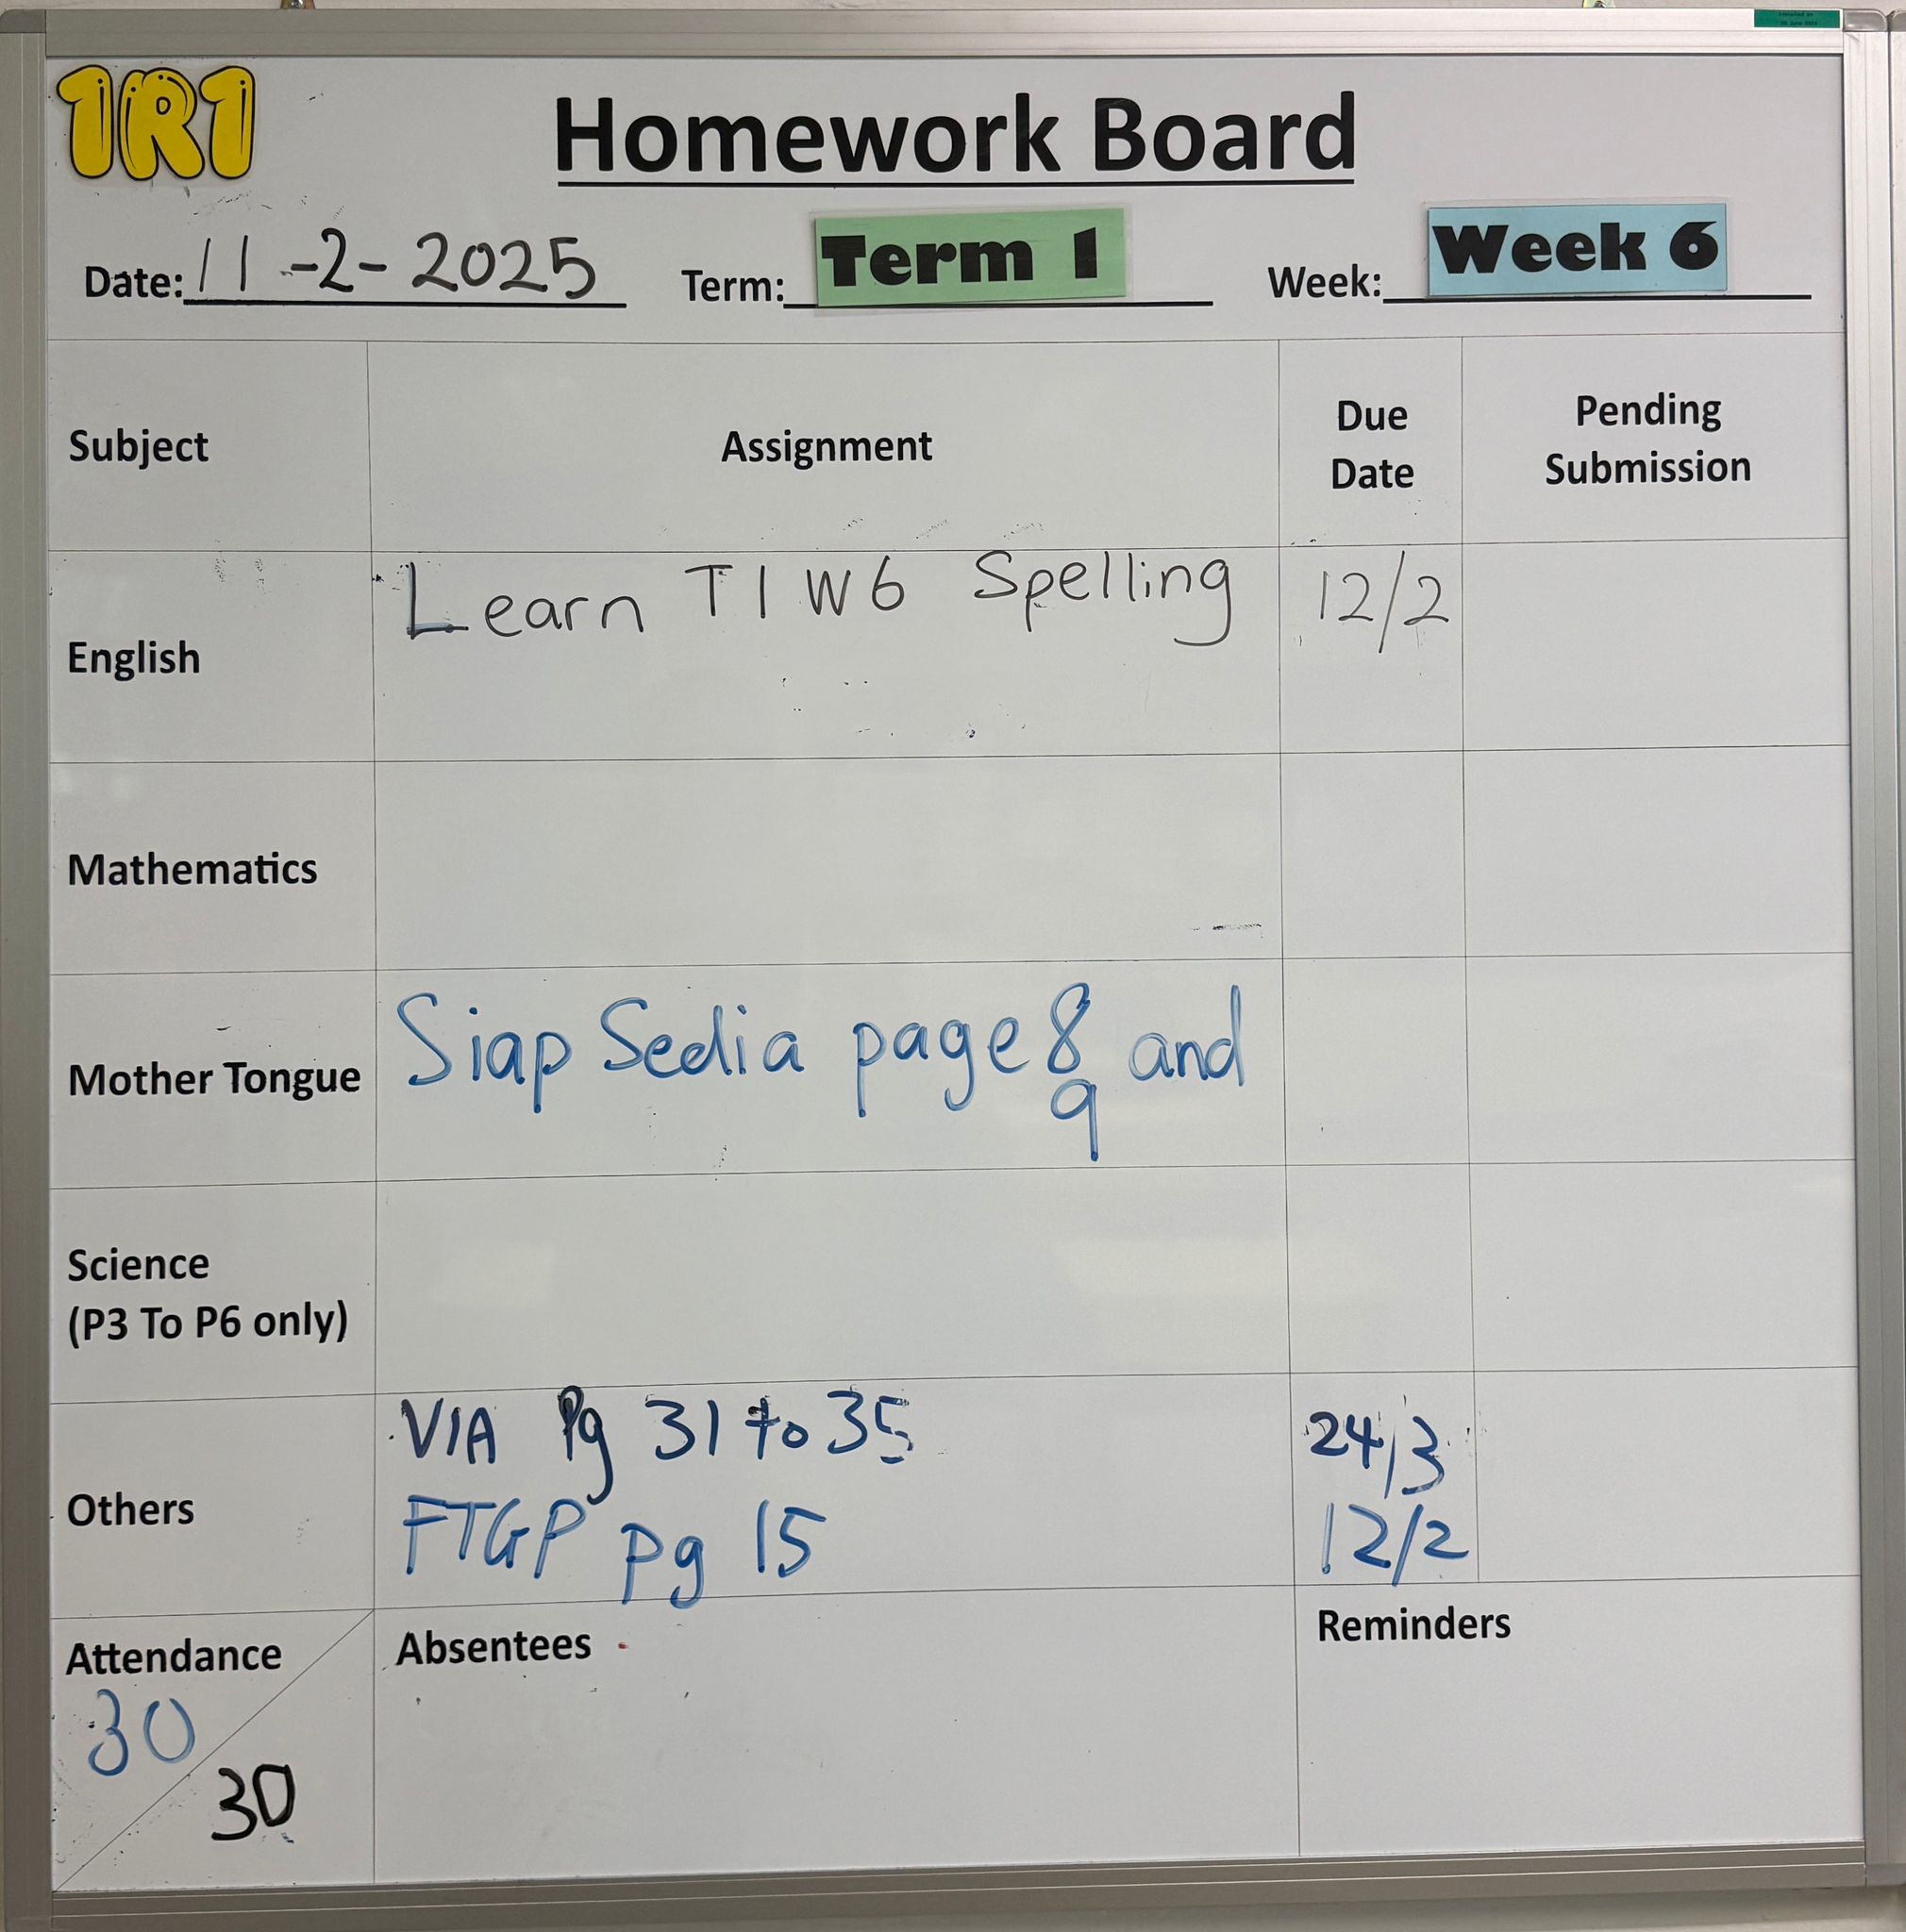 1R1
Homework Board
Date: 11-2-2025 Term: Term 1 Week: Week 6
Subject Assignment Due Date Pending Submission
English Learn T1W6 Spelling 12/2
Mathematics
Mother Tongue Siap Sedia page 8 and
9
Science
(P3 To P6 only)
Others
VIA Pg 31 to 35 24/3
FTGP pg 15 12/2
Attendance 30
30
Absentees
Reminders